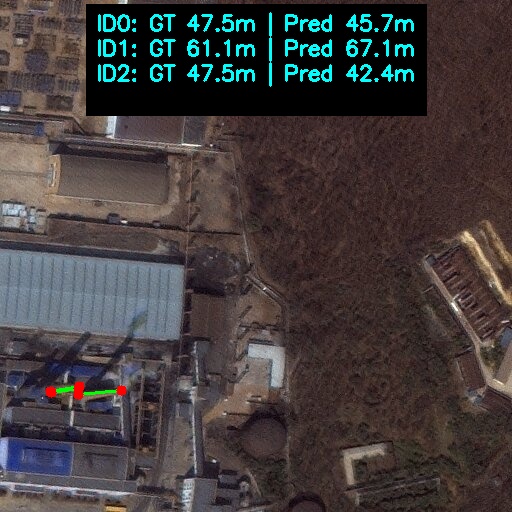 ID0: GT 47.5m | Pred 45.7m
ID1: GT 61.1m | Pred 67.1m
ID2: GT 47.5m | Pred 42.4m